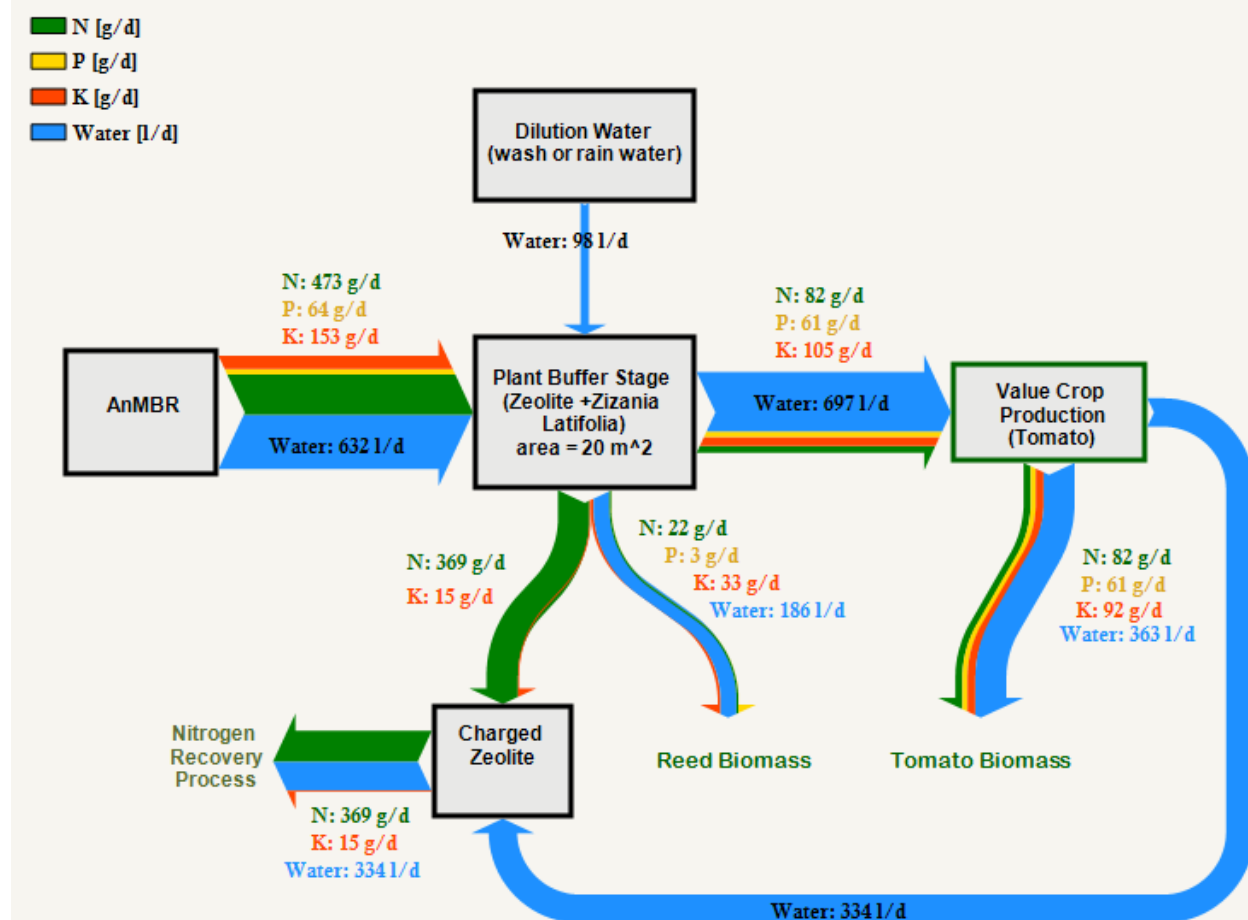 N [g/d]
P [g/d]
K [g/d]
Water [l/d]
Dilution Water
(wash or rain water)
Water: 98 l/d
N: 473 g/d
P: 64 g/d
K: 153 g/d
N: 82 g/d
P: 61 g/d
K: 105 g/d
AnMBR
Water: 632 l/d
Plant Buffer Stage
(Zeolite +Zizania
Latifolia)
area = 20 m^2
Water: 697 l/d
Value Crop
Production
(Tomato)
N: 369 g/d
K: 15 g/d
N: 22 g/d
P: 3 g/d
K: 33 g/d
Water: 186 l/d
N: 82 g/d
P: 61 g/d
K: 92 g/d
Water: 363 l/d
Nitrogen
Recovery
Process
Charged
Zeolite
Reed Biomass
Tomato Biomass
N: 369 g/d
K: 15 g/d
Water: 334 l/d
Water: 334 l/d